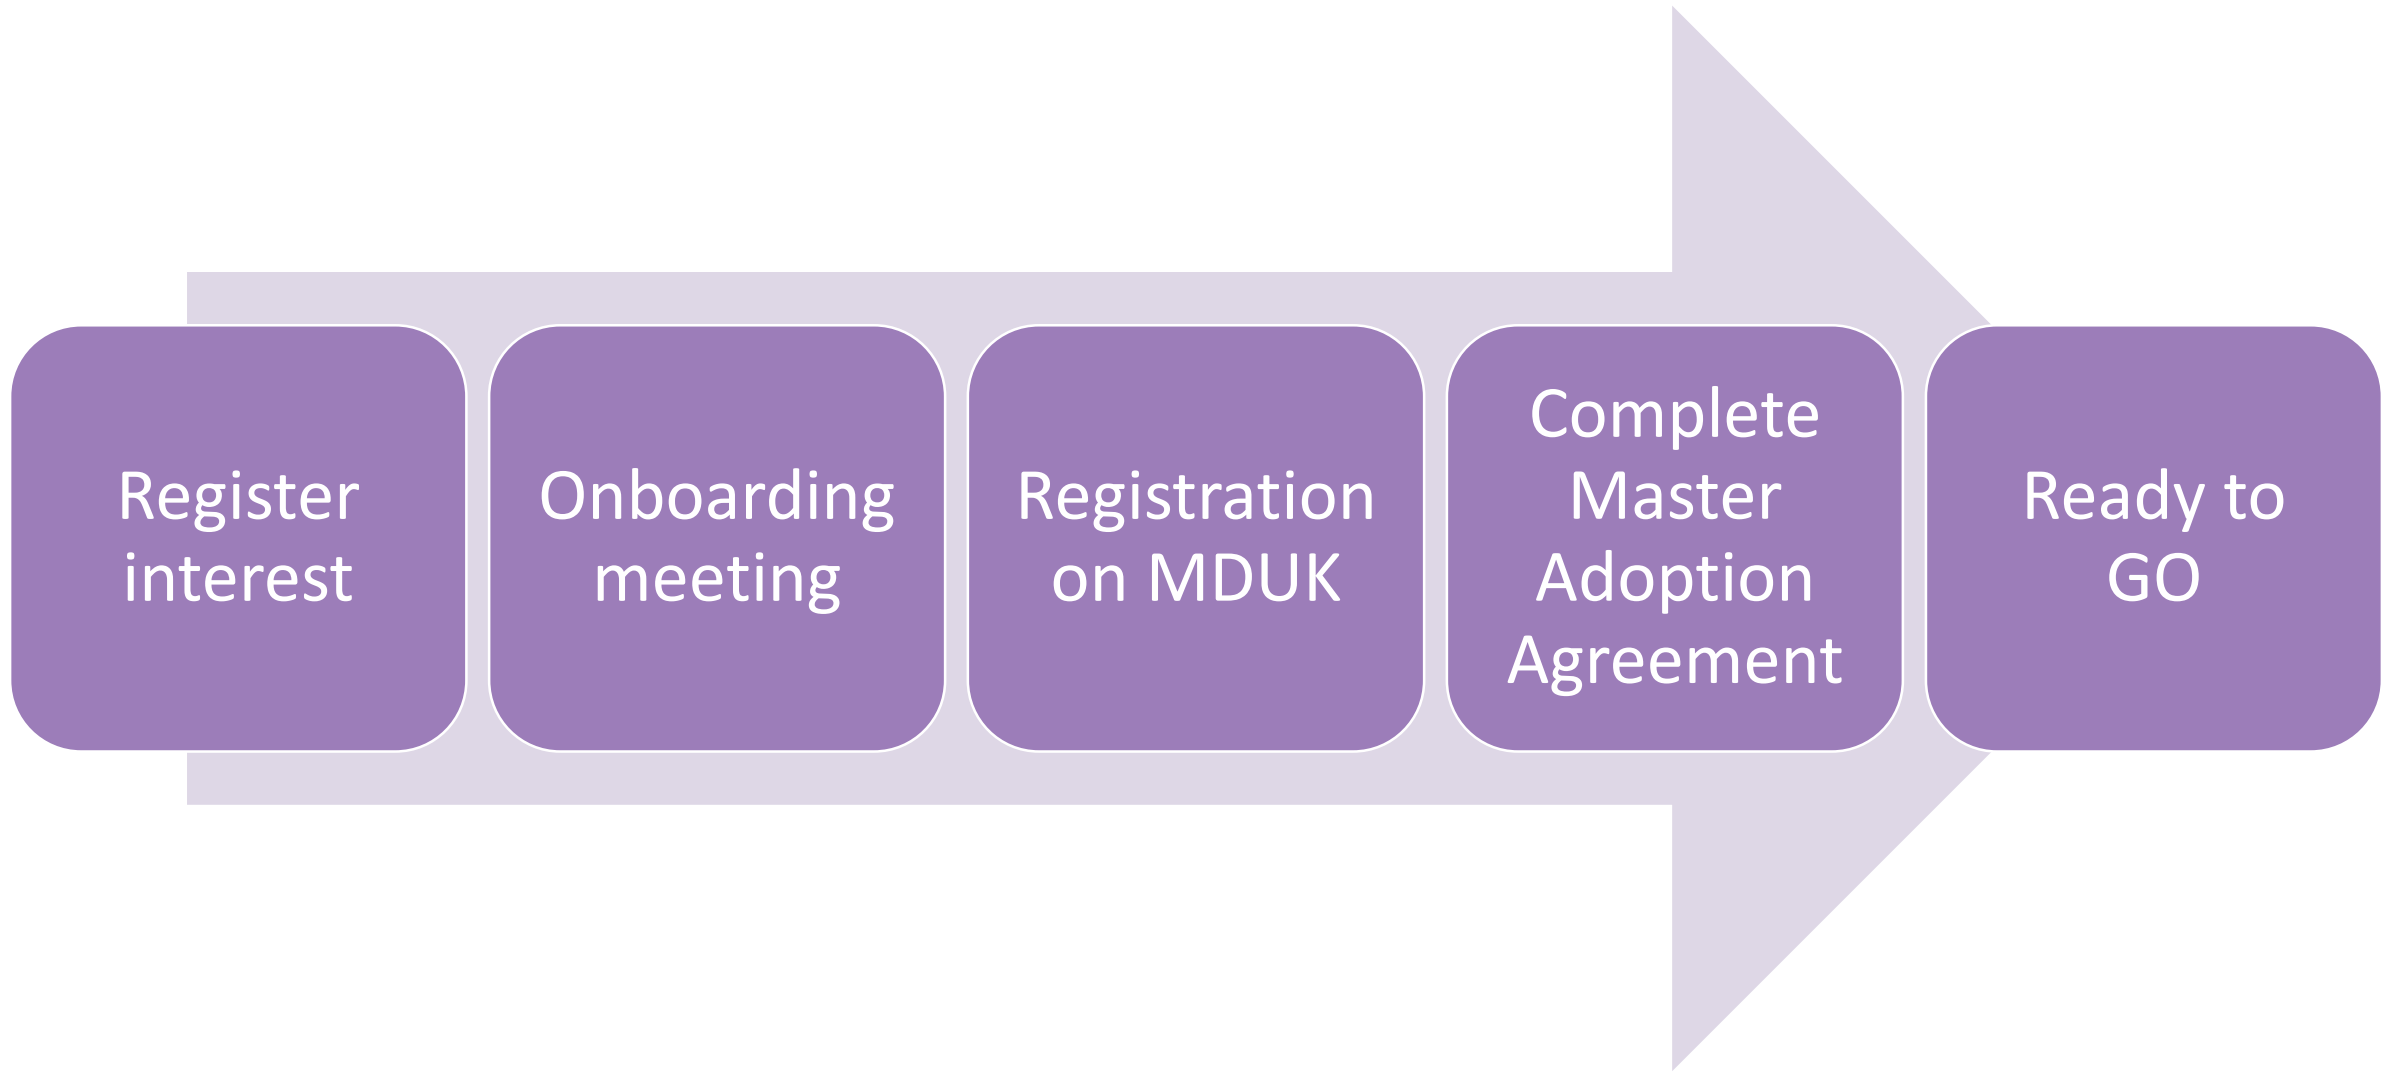 Register
interest
Onboarding
meeting
Registration
on MDUK
Complete
Master
Adoption
Agreement
Ready to
GO